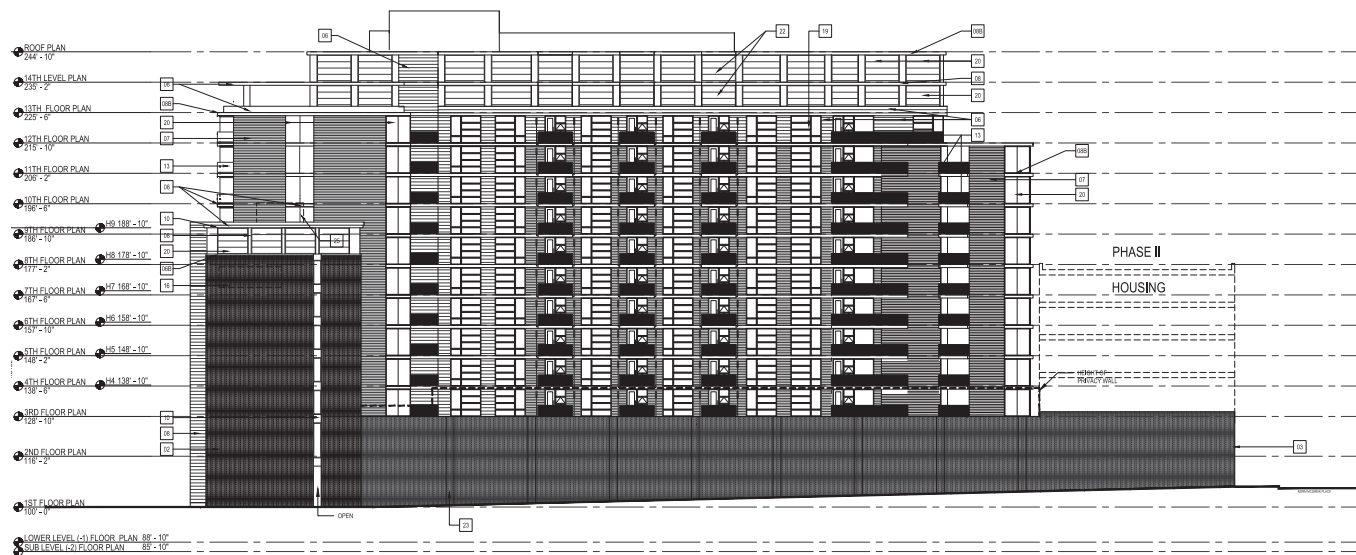 ROOF PLAN
244' - 10"
14TH LEVEL PLAN
235' - 2"
13TH FLOOR PLAN
225' - 6"
12TH FLOOR PLAN
215' - 10"
11TH FLOOR PLAN
206' - 2"
10TH FLOOR PLAN
196' - 6"
H9 188' - 10"
9TH FLOOR PLAN
186' - 10"
H8 178' - 10"
8TH FLOOR PLAN
177' - 2"
H7 168' - 10"
7TH FLOOR PLAN
167' - 6"
H6 158' - 10"
6TH FLOOR PLAN
157' - 10"
H5 148' - 10"
5TH FLOOR PLAN
148' - 2"
H4 138' - 10"
4TH FLOOR PLAN
138' - 6"
3RD FLOOR PLAN
128' - 10"
2ND FLOOR PLAN
116' - 2"
1ST FLOOR PLAN
100' - 0"
LOWER LEVEL (-1) FLOOR PLAN 88' - 10"
SUB LEVEL (-2) FLOOR PLAN 85' - 10"
06
22
19
08B
20
08
20
06
13
08B
07
20
08B
20
07
13
08
10
08
20
06B
16
25
10
08
02
OPEN
23
03
PHASE II
HOUSING
HEIGHT OF
PRIVACY WALL